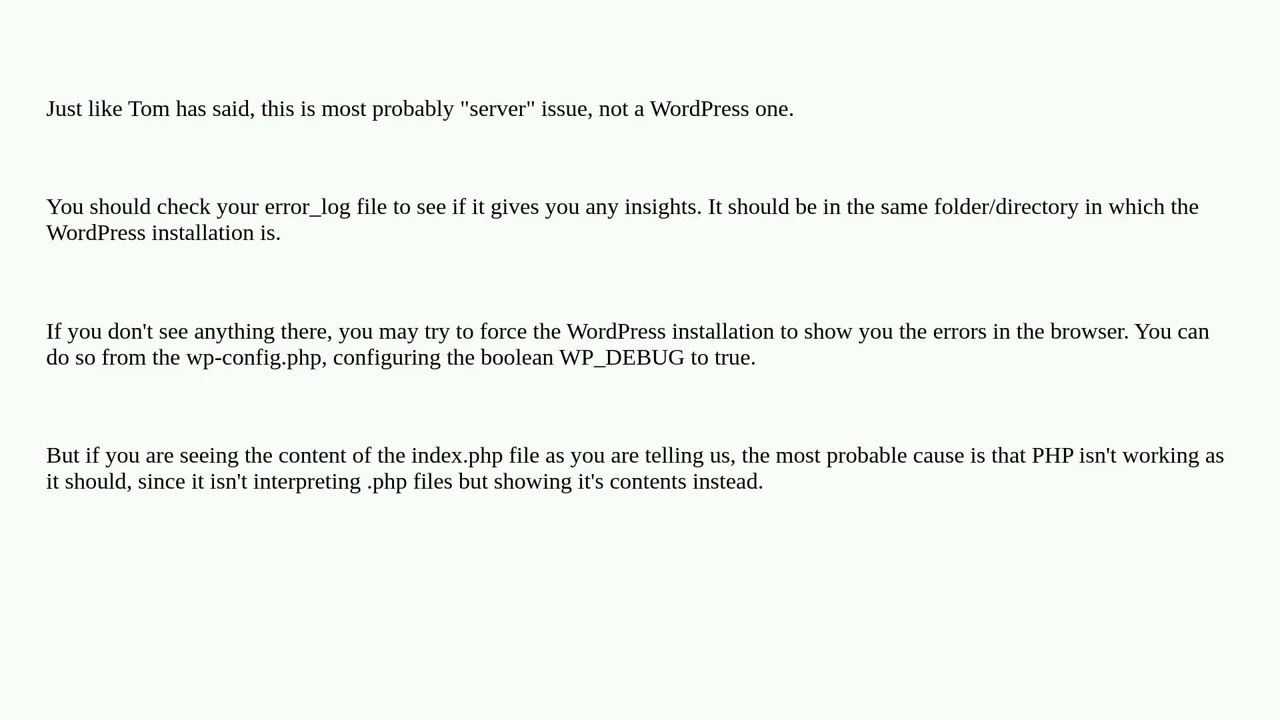 Just like Tom has said, this is most probably "server" issue, not a WordPress one.
You should check your error_log file to see if it gives you any insights. It should be in the same folder/directory in which the
WordPress installation is.
If you don't see anything there, you may try to force the WordPress installation to show you the errors in the browser. You can
do so from the wp-config.php, configuring the boolean WP_DEBUG to true.
But if you are seeing the content of the index.php file as you are telling us, the most probable cause is that PHP isn't working as
it should, since it isn't interpreting .php files but showing it's contents instead.